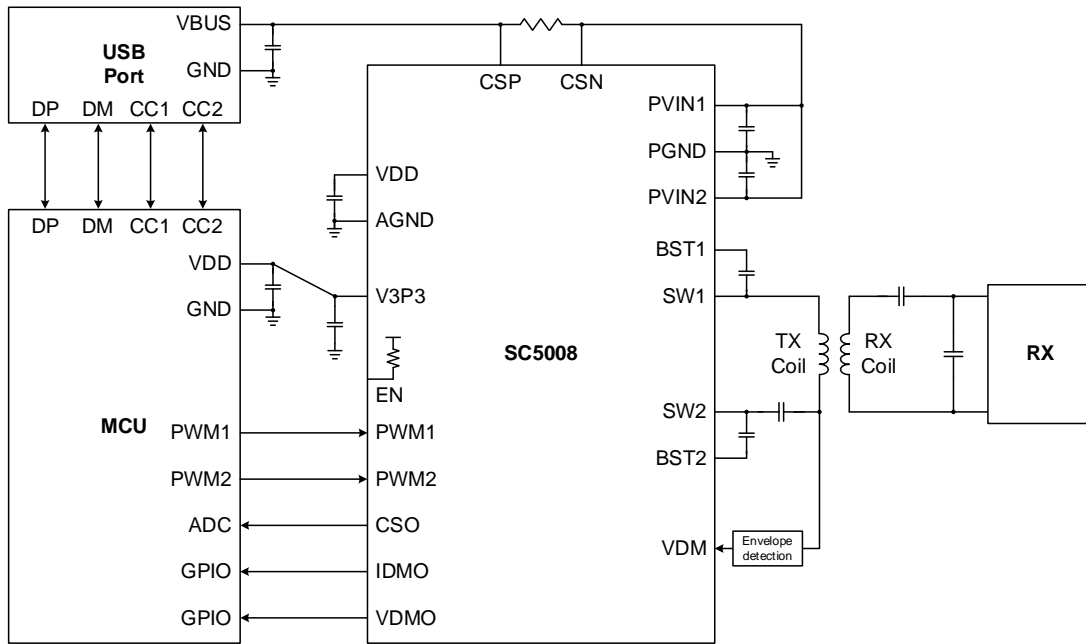 VBUS
USB
Port
GND
DP DM CC1 CC2
DP DM CC1 CC2
VDD
GND
MCU
PWM1
PWM2
ADC
GPIO
GPIO
CSP CSN
VDD
AGND
V3P3
EN
PWM1
PWM2
CSO
IDMO
VDMO
SC5008
PVIN1
PGND
PVIN2
BST1
SW1
SW2
BST2
VDM
TX
Coil
RX
Coil
RX
Envelope
detection